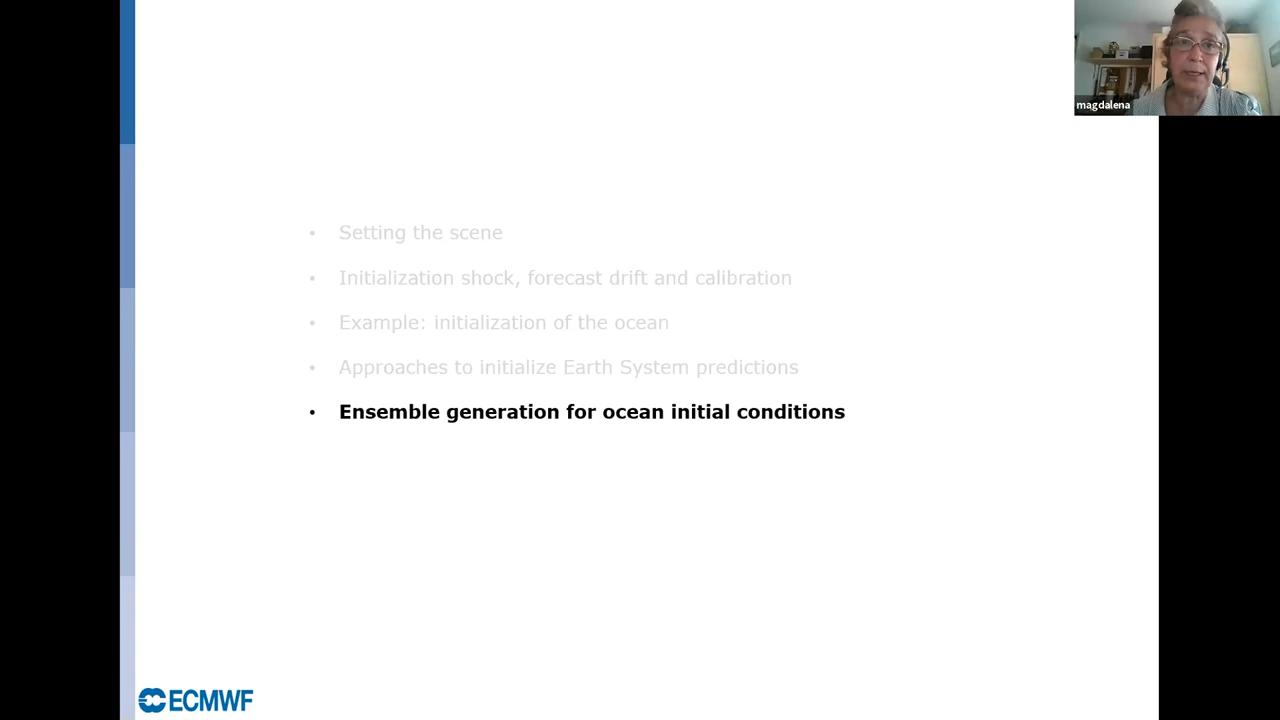 magdalena
• Setting the scene
• Initialization shock, forecast drift and calibration
• Example: initialization of the ocean
• Approaches to initialize Earth System predictions
• Ensemble generation for ocean initial conditions
ECMWF